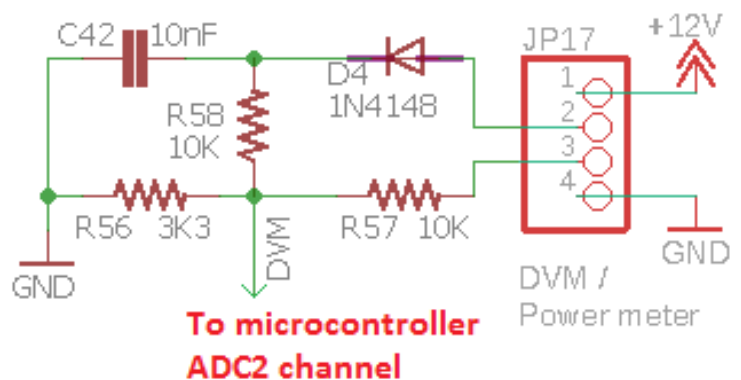 C42 10nF
JP17
+12V
D4
1N4148
R58
10K
1
2
3
4
R56 3K3
R57 10K
DVM
GND
GND
DVM /
Power meter
To microcontroller
ADC2 channel